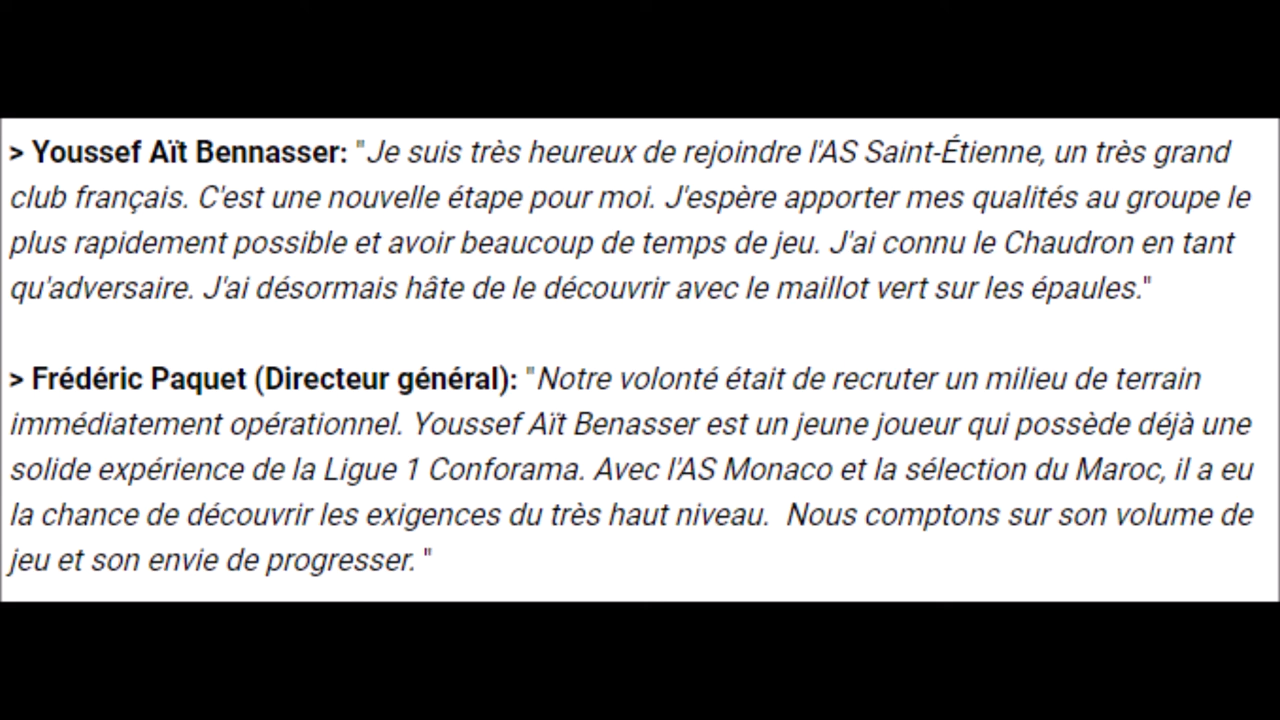 > Youssef Aït Bennasser: "Je suis très heureux de rejoindre l'AS Saint-Étienne, un très grand
club français. C'est une nouvelle étape pour moi. J'espère apporter mes qualités au groupe le
plus rapidement possible et avoir beaucoup de temps de jeu. J'ai connu le Chaudron en tant
qu'adversaire. J'ai désormais hâte de le découvrir avec le maillot vert sur les épaules."
> Frédéric Paquet (Directeur général): "Notre volonté était de recruter un milieu de terrain
immédiatement opérationnel. Youssef Aït Benasser est un jeune joueur qui possède déjà une
solide expérience de la Ligue 1 Conforama. Avec l'AS Monaco et la sélection du Maroc, il a eu
la chance de découvrir les exigences du très haut niveau.  Nous comptons sur son volume de
jeu et son envie de progresser. "